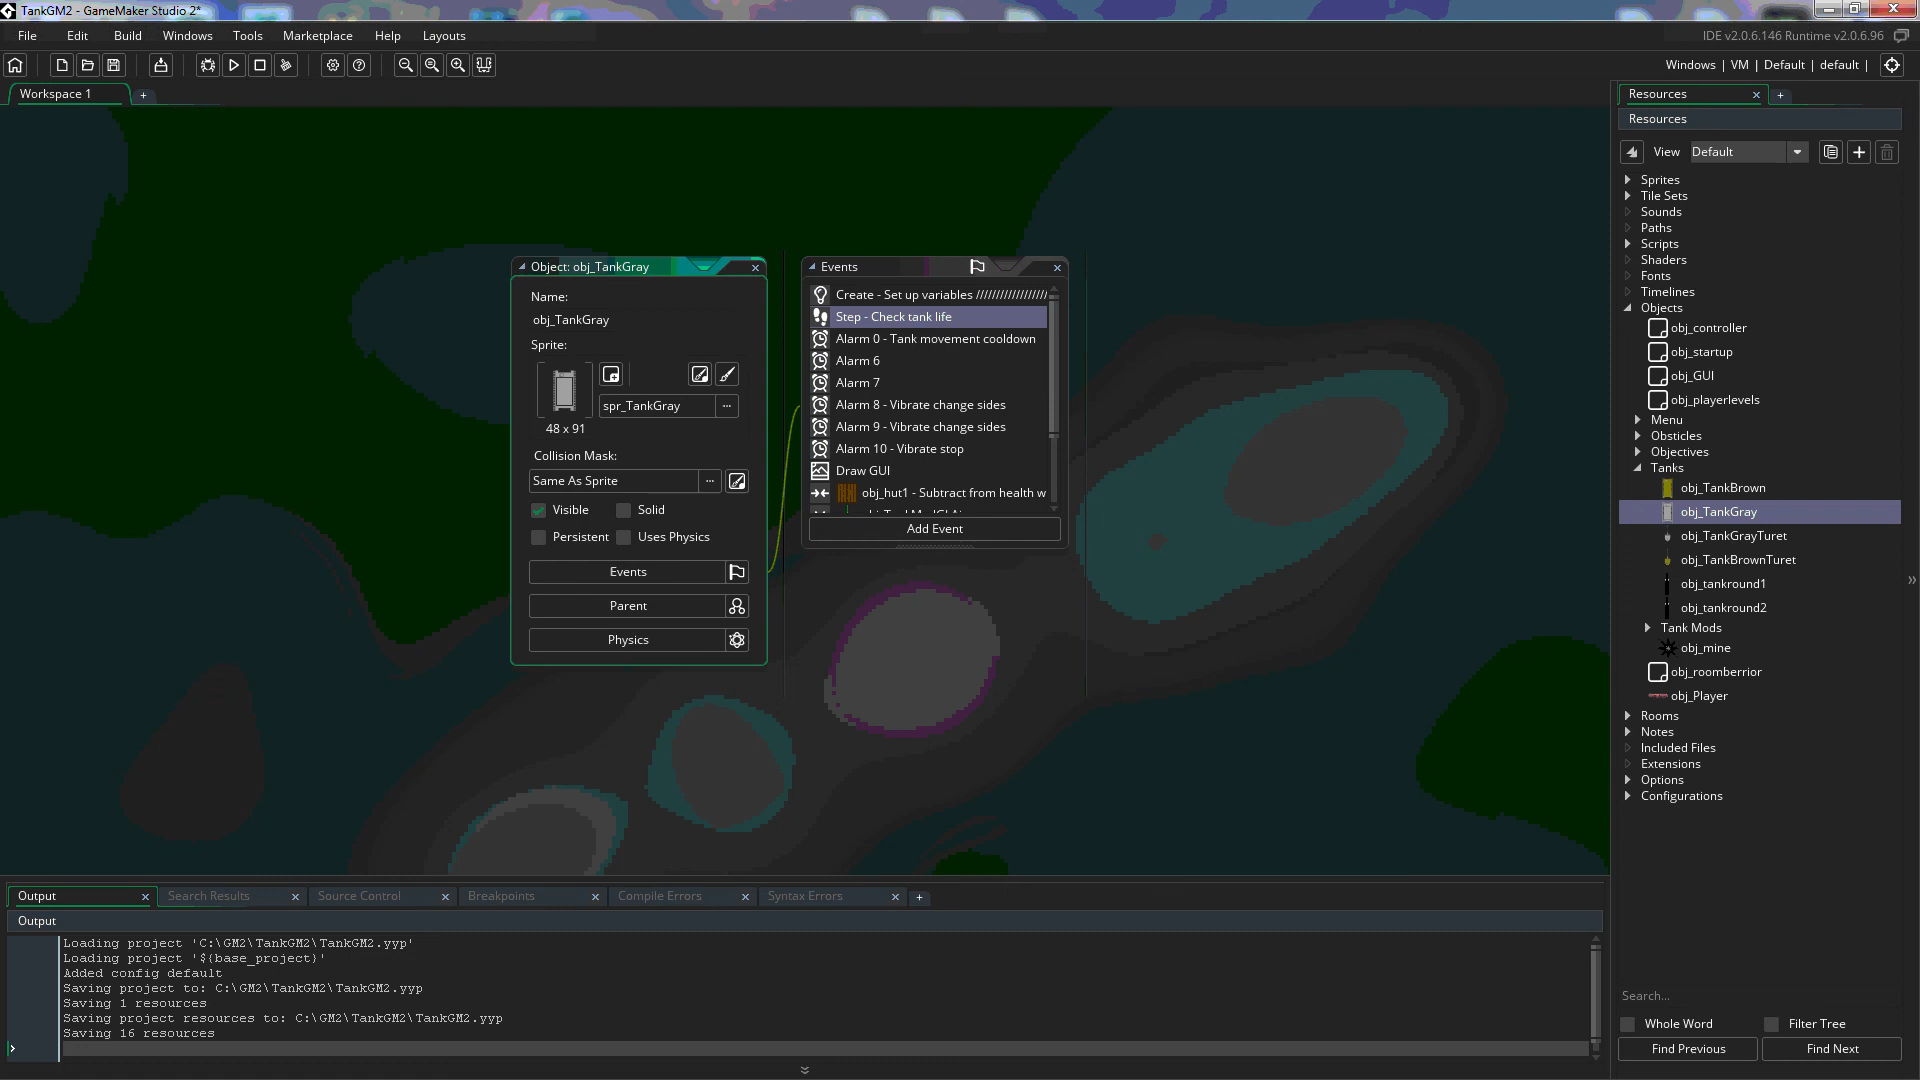 TankGM2 - GameMaker Studio 2*
File Edit Build Windows Tools Marketplace Help Layouts
IDE v2.0.6.146 Runtime v2.0.6.96
Windows | VM | Default | default |
Workspace 1
Object: obj_TankGray
Name:
obj_TankGray
Sprite:
spr_TankGray
48 x 91
Collision Mask:
Same As Sprite
Visible Solid
Persistent Uses Physics
Events
Parent
Physics
Events
Create - Set up variables //////////////////
Step - Check tank life
Alarm 0 - Tank movement cooldown
Alarm 6
Alarm 7
Alarm 8 - Vibrate change sides
Alarm 9 - Vibrate change sides
Alarm 10 - Vibrate stop
Draw GUI
obj_hut1 - Subtract from health w
Add Event
Resources
Resources
View Default
Sprites
Tile Sets
Sounds
Paths
Scripts
Shaders
Fonts
Timelines
Objects
obj_controller
obj_startup
obj_GUI
obj_playerlevels
Menu
Obsticles
Objectives
Tanks
obj_TankBrown
obj_TankGray
obj_TankGrayTuret
obj_TankBrownTuret
obj_tankround1
obj_tankround2
Tank Mods
obj_mine
obj_roomberrior
obj_Player
Rooms
Notes
Included Files
Extensions
Options
Configurations
Search...
Whole Word Filter Tree
Find Previous Find Next
Output Search Results Source Control Breakpoints Compile Errors Syntax Errors
Output
Loading project 'C:\GM2\TankGM2\TankGM2.yyp'
Loading project '${base_project}'
Added config default
Saving project to: C:\GM2\TankGM2\TankGM2.yyp
Saving 1 resources
Saving project resources to: C:\GM2\TankGM2\TankGM2.yyp
Saving 16 resources